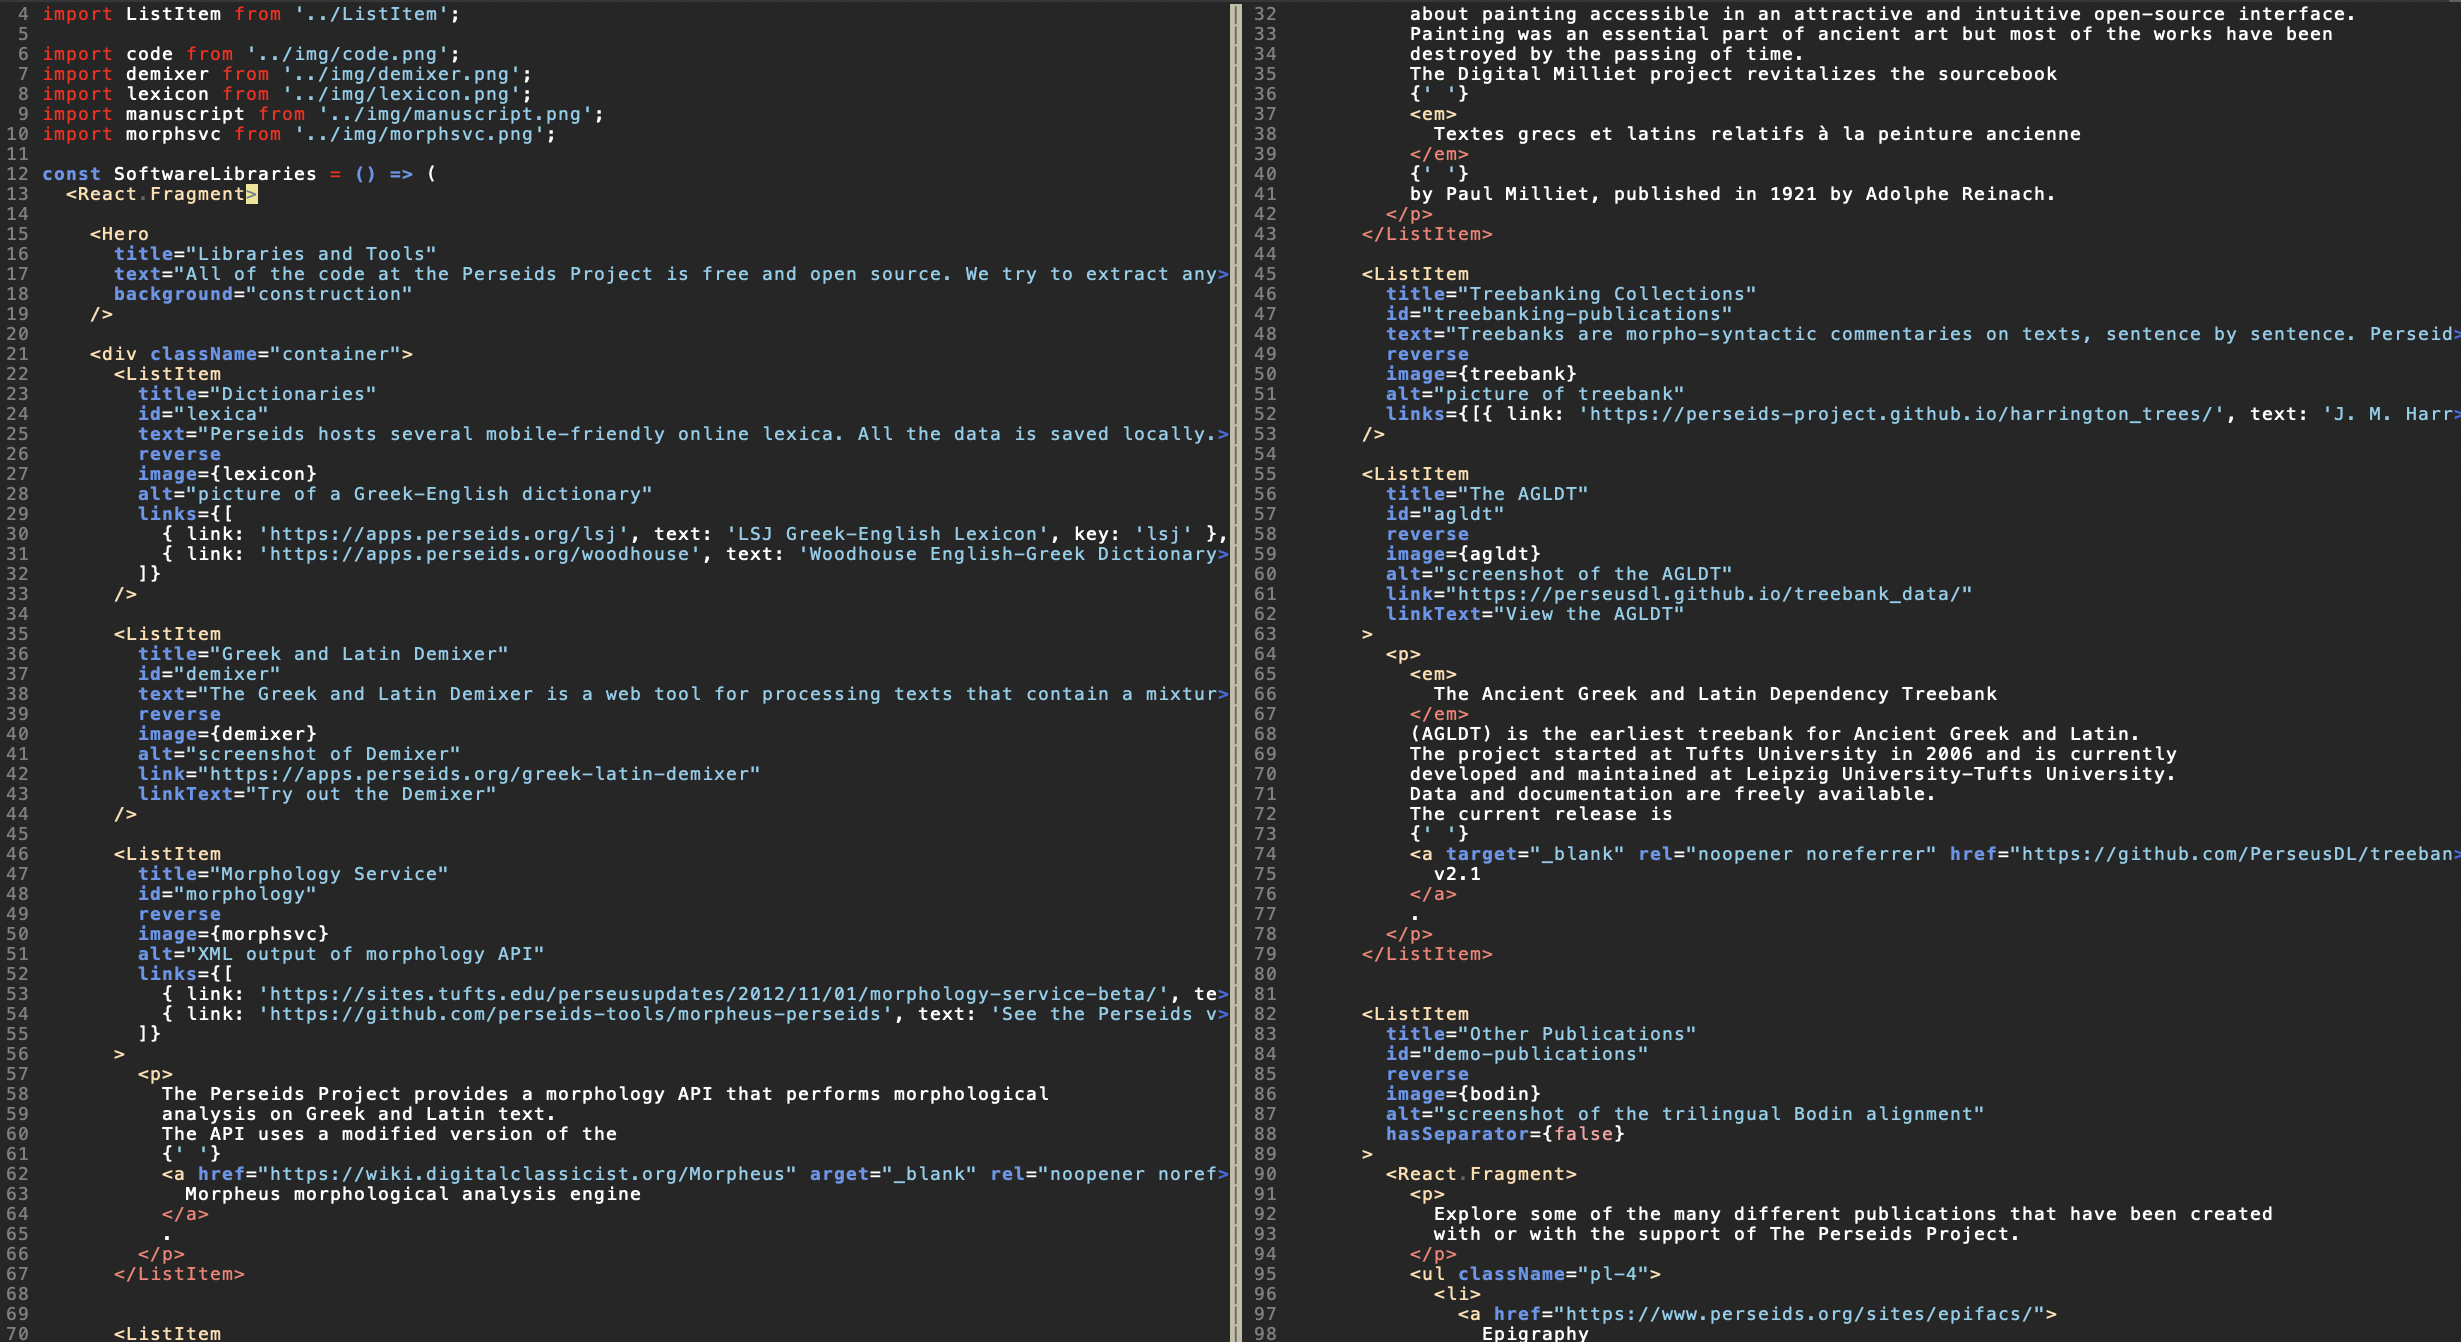 4 import ListItem from '../ListItem';
5
6 import code from '../img/code.png';
7 import demixer from '../img/demixer.png';
8 import lexicon from '../img/lexicon.png';
9 import manuscript from '../img/manuscript.png';
10 import morphsvc from '../img/morphsvc.png';
11
12 const SoftwareLibraries = () => (
13   <React.Fragment>
14
15     <Hero
16       title="Libraries and Tools"
17       text="All of the code at the Perseids Project is free and open source. We try to extract any>
18       background="construction"
19     />
20
21     <div className="container">
22       <ListItem
23         title="Dictionaries"
24         id="lexica"
25         text="Perseids hosts several mobile-friendly online lexica. All the data is saved locally.>
26         reverse
27         image={lexicon}
28         alt="picture of a Greek-English dictionary"
29         links={[
30           { link: 'https://apps.perseids.org/lsj', text: 'LSJ Greek-English Lexicon', key: 'lsj' },
31           { link: 'https://apps.perseids.org/woodhouse', text: 'Woodhouse English-Greek Dictionary>
32         ]}
33       />
34
35       <ListItem
36         title="Greek and Latin Demixer"
37         id="demixer"
38         text="The Greek and Latin Demixer is a web tool for processing texts that contain a mixtur>
39         reverse
40         image={demixer}
41         alt="screenshot of Demixer"
42         link="https://apps.perseids.org/greek-latin-demixer"
43         linkText="Try out the Demixer"
44       />
45
46       <ListItem
47         title="Morphology Service"
48         id="morphology"
49         reverse
50         image={morphsvc}
51         alt="XML output of morphology API"
52         links={[
53           { link: 'https://sites.tufts.edu/perseusupdates/2012/11/01/morphology-service-beta/', te>
54           { link: 'https://github.com/perseids-tools/morpheus-perseids', text: 'See the Perseids v>
55         ]}
56       >
57         <p>
58           The Perseids Project provides a morphology API that performs morphological
59           analysis on Greek and Latin text.
60           The API uses a modified version of the
61           {' '}
62           <a href="https://wiki.digitalclassicist.org/Morpheus" arget="_blank" rel="noopener noref>
63             Morpheus morphological analysis engine
64           </a>
65           .
66         </p>
67       </ListItem>
68
69
70       <ListItem
32           about painting accessible in an attractive and intuitive open-source interface.
33           Painting was an essential part of ancient art but most of the works have been
34           destroyed by the passing of time.
35           The Digital Milliet project revitalizes the sourcebook
36           {' '}
37           <em>
38             Textes grecs et latins relatifs à la peinture ancienne
39           </em>
40           {' '}
41           by Paul Milliet, published in 1921 by Adolphe Reinach.
42         </p>
43       </ListItem>
44
45       <ListItem
46         title="Treebanking Collections"
47         id="treebanking-publications"
48         text="Treebanks are morpho-syntactic commentaries on texts, sentence by sentence. Perseid>
49         reverse
50         image={treebank}
51         alt="picture of treebank"
52         links={[{ link: 'https://perseids-project.github.io/harrington_trees/', text: 'J. M. Harr>
53       />
54
55       <ListItem
56         title="The AGLDT"
57         id="agldt"
58         reverse
59         image={agldt}
60         alt="screenshot of the AGLDT"
61         link="https://perseusdl.github.io/treebank_data/"
62         linkText="View the AGLDT"
63       >
64         <p>
65           <em>
66             The Ancient Greek and Latin Dependency Treebank
67           </em>
68           (AGLDT) is the earliest treebank for Ancient Greek and Latin.
69           The project started at Tufts University in 2006 and is currently
70           developed and maintained at Leipzig University-Tufts University.
71           Data and documentation are freely available.
72           The current release is
73           {' '}
74           <a target="_blank" rel="noopener noreferrer" href="https://github.com/PerseusDL/treeban>
75             v2.1
76           </a>
77           .
78         </p>
79       </ListItem>
80
81
82       <ListItem
83         title="Other Publications"
84         id="demo-publications"
85         reverse
86         image={bodin}
87         alt="screenshot of the trilingual Bodin alignment"
88         hasSeparator={false}
89       >
90         <React.Fragment>
91           <p>
92             Explore some of the many different publications that have been created
93             with or with the support of The Perseids Project.
94           </p>
95           <ul className="pl-4">
96             <li>
97               <a href="https://www.perseids.org/sites/epifacs/">
98                 Epigraphy